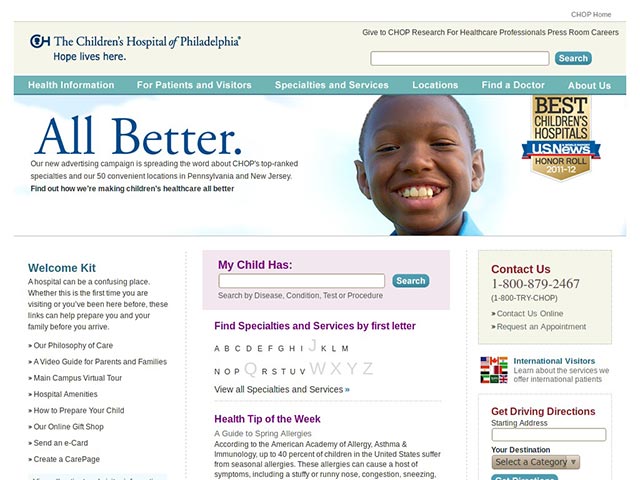 CHOP Home
The Children's Hospital of Philadelphia®
Hope lives here.
Give to CHOP Research For Healthcare Professionals Press Room Careers
Search
Health Information For Patients and Visitors Specialties and Services Locations Find a Doctor About Us
All Better.
Our new advertising campaign is spreading the word about CHOP's top-ranked
specialties and our 50 convenient locations in Pennsylvania and New Jersey.
Find out how we're making children's healthcare all better
BEST
CHILDREN'S
HOSPITALS
U.S.News
HONOR ROLL
2011-12
Welcome Kit
A hospital can be a confusing place.
Whether this is the first time you are
visiting or you've been here before, these
links can help prepare you and your
family before you arrive.
» Our Philosophy of Care
» A Video Guide for Parents and Families
» Main Campus Virtual Tour
» Hospital Amenities
» How to Prepare Your Child
» Our Online Gift Shop
» Send an e-Card
» Create a CarePage
My Child Has:
Search
Search by Disease, Condition, Test or Procedure
Find Specialties and Services by first letter
A B C D E F G H I J K L M
N O P Q R S T U V W X Y Z
View all Specialties and Services »
Health Tip of the Week
A Guide to Spring Allergies
According to the American Academy of Allergy, Asthma &
Immunology, up to 40 percent of children in the United States suffer
from seasonal allergies. These allergies can cause a host of
symptoms, including a stuffy or runny nose, congestion, sneezing,
Contact Us
1-800-879-2467
(1-800-TRY-CHOP)
» Contact Us Online
» Request an Appointment
International Visitors
Learn about the services we
offer international patients
Get Driving Directions
Starting Address
Your Destination
Select a Category
Get Directions